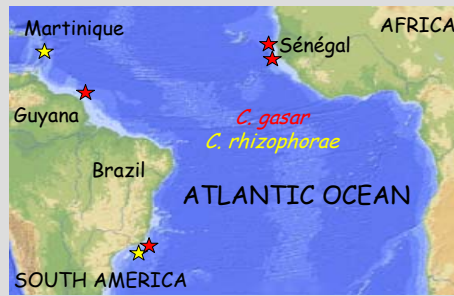 Martinique
AFRICA
Sénégal
Guyana
C. gasar
C. rhizophorae
Brazil
ATLANTIC OCEAN
SOUTH AMERICA